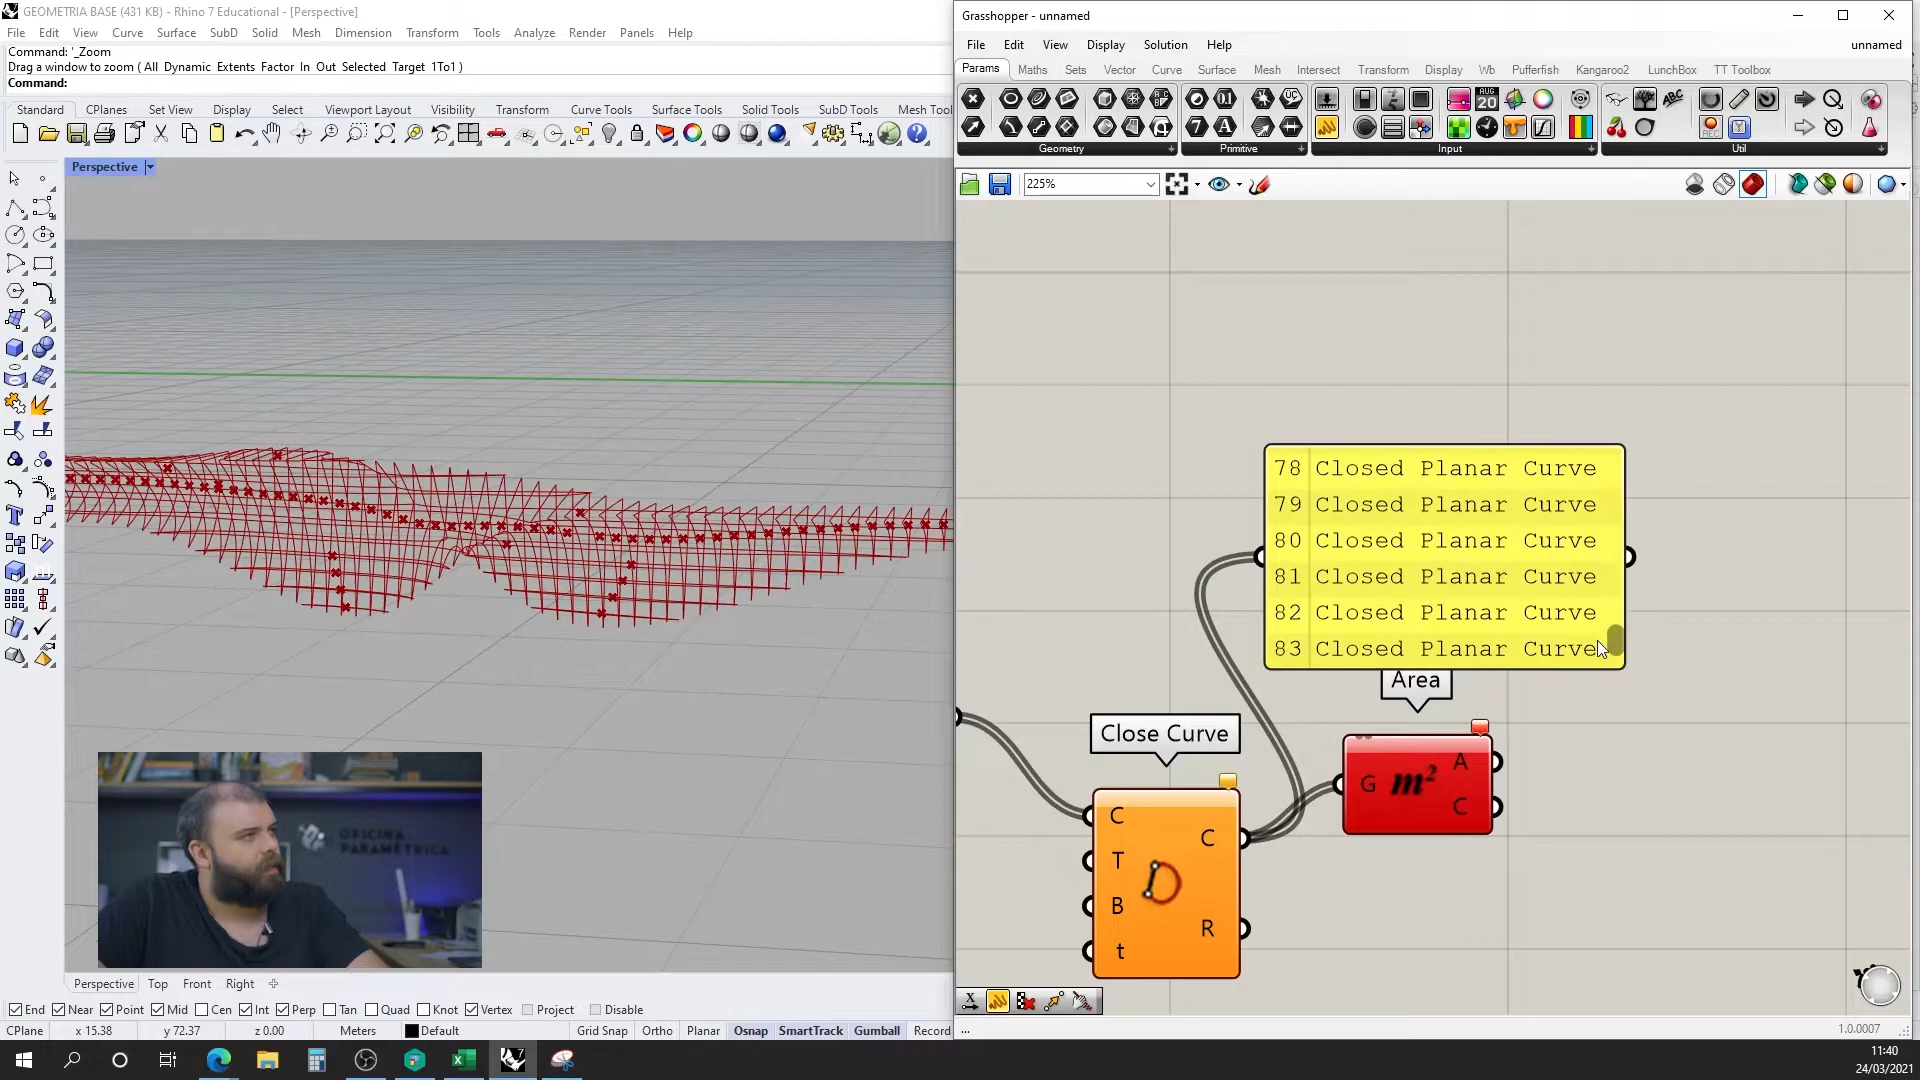 GEOMETRIA BASE (431 KB) - Rhino 7 Educational - [Perspective]
File Edit View Curve Surface SubD Solid Mesh Dimension Transform Tools Analyze Render Panels Help
Command: '_Zoom
Drag a window to zoom ( All Dynamic Extents Factor In Out Selected Target 1To1 )
Command:
Standard CPlanes Set View Display Select Viewport Layout Visibility Transform Curve Tools Surface Tools Solid Tools SubD Tools Mesh Tool
Perspective
OFICINA
PARAMÉTRICA
Perspective Top Front Right
End Near Point Mid Cen Int Perp Tan Quad Knot Vertex Project Disable
CPlane x 15.38 y 72.37 z 0.00 Meters Default Grid Snap Ortho Planar Osnap SmartTrack Gumball Record
Grasshopper - unnamed
File Edit View Display Solution Help unnamed
Params Maths Sets Vector Curve Surface Mesh Intersect Transform Display Wb Pufferfish Kangaroo2 LunchBox TT Toolbox
Geometry Primitive Input Util
225%
78 Closed Planar Curve
79 Closed Planar Curve
80 Closed Planar Curve
81 Closed Planar Curve
82 Closed Planar Curve
83 Closed Planar Curve
Area
Close Curve
G m² A
C
C
T
B
t
C
R
...
1.0.0007
11:40
24/03/2021